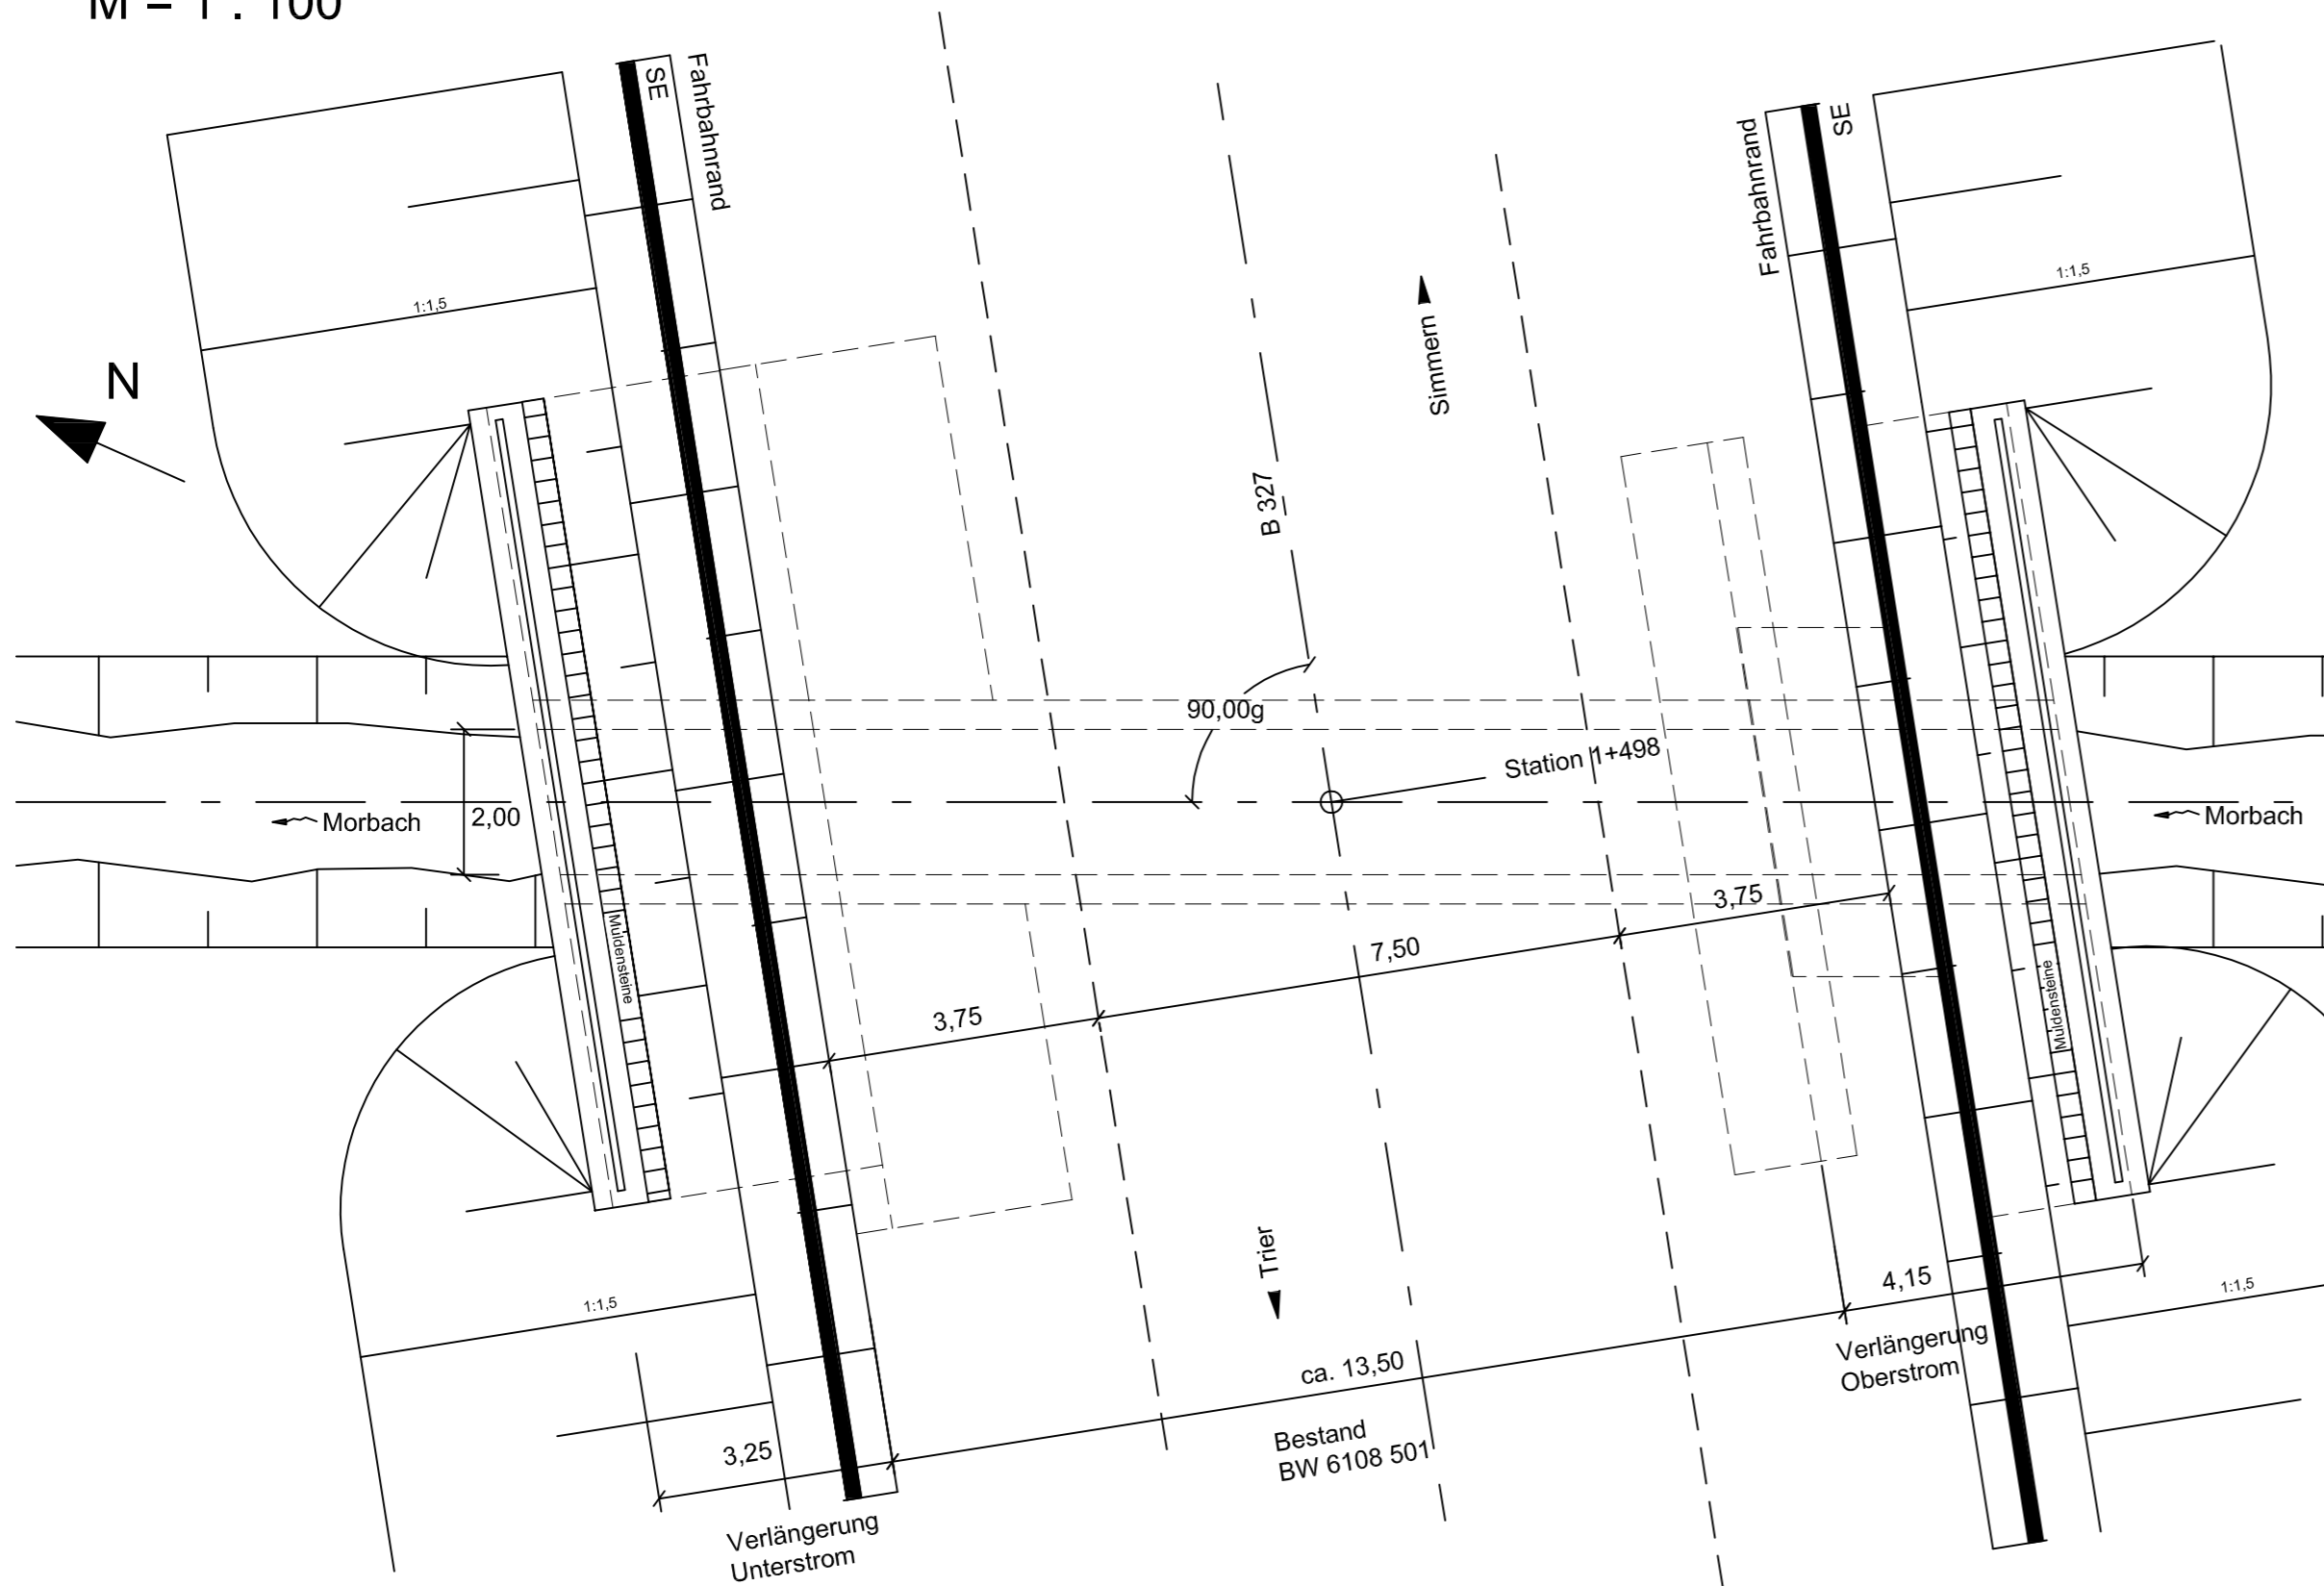 M = 1 : 100
SE
Fahrbahnrand
Fahrbahnrand
SE
1:1,5
1:1,5
N
Simmern
B 327
90,00g
Station 1+498
Morbach
2,00
Morbach
Muldensteine
3,75
7,50
3,75
Muldensteine
Trier
1:1,5
1:1,5
4,15
Verlängerung
Oberstrom
ca. 13,50
Bestand
BW 6108 501
3,25
Verlängerung
Unterstrom